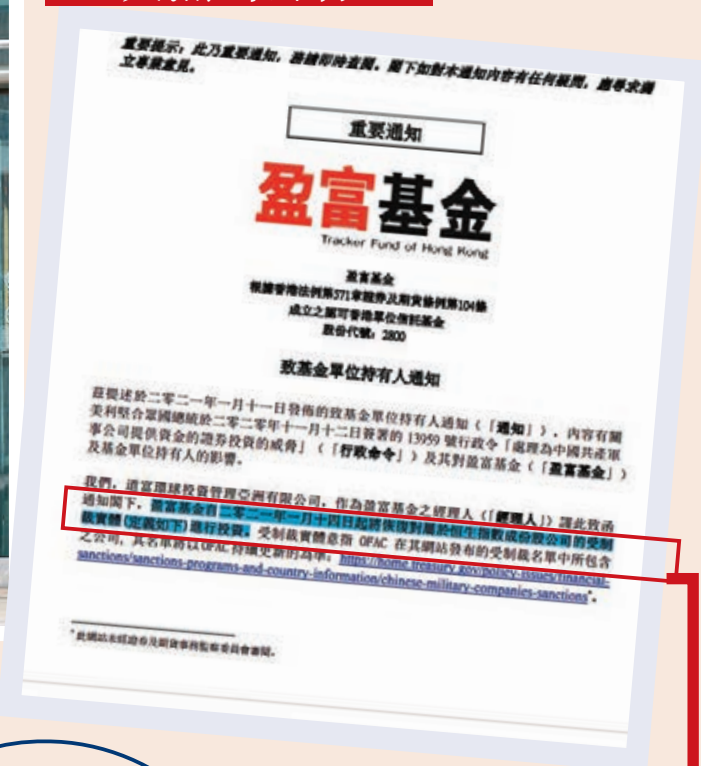 重要提示：此乃重要通知，務請即時查閱。閣下如對本通知內容有任何疑問，應尋求獨
立專業意見。
重要通知
盈富基金
Tracker Fund of Hong Kong
盈富基金
根據香港法例第571章證券及期貨條例第104條
成立之認可香港單位信託基金
股份代號：2800
致基金單位持有人通知
茲提述於二零二一年一月十一日發佈的致基金單位持有人通知（「通知」），內容有關
美利堅合眾國總統於二零二零年十一月十二日簽署的 13959 號行政令「處理為中國共產軍
事公司提供資金的證券投資的威脅」（「行政命令」）及其對盈富基金（「盈富基金」）
及基金單位持有人的影響。
我們，道富環球投資管理亞洲有限公司，作為盈富基金之經理人（「經理人」）謹此致函
通知閣下，盈富基金自二零二一年一月十四日起將恢復對屬於恒生指數成份股公司的受制
裁實體（定義如下）進行投資。受制裁實體意指 OFAC 在其網站發布的受制裁名單中所包含
之公司，其名單將以OFAC 持續更新的為準：https://home.treasury.gov/policy-issues/financial-
sanctions/sanctions-programs-and-country-information/chinese-military-companies-sanctions*。
* 此網站未經證券及期貨事務監察委員會審閱。